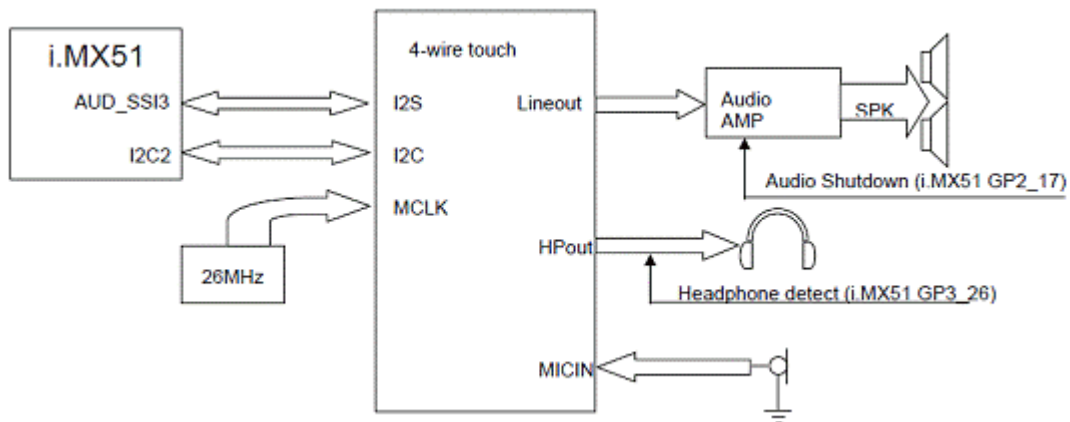 i.MX51
AUD_SSI3
I2C2
26MHz
4-wire touch
I2S
I2C
MCLK
Lineout
HPout
MICIN
Audio
AMP
SPK
Audio Shutdown (i.MX51 GP2_17)
Headphone detect (i.MX51 GP3_26)